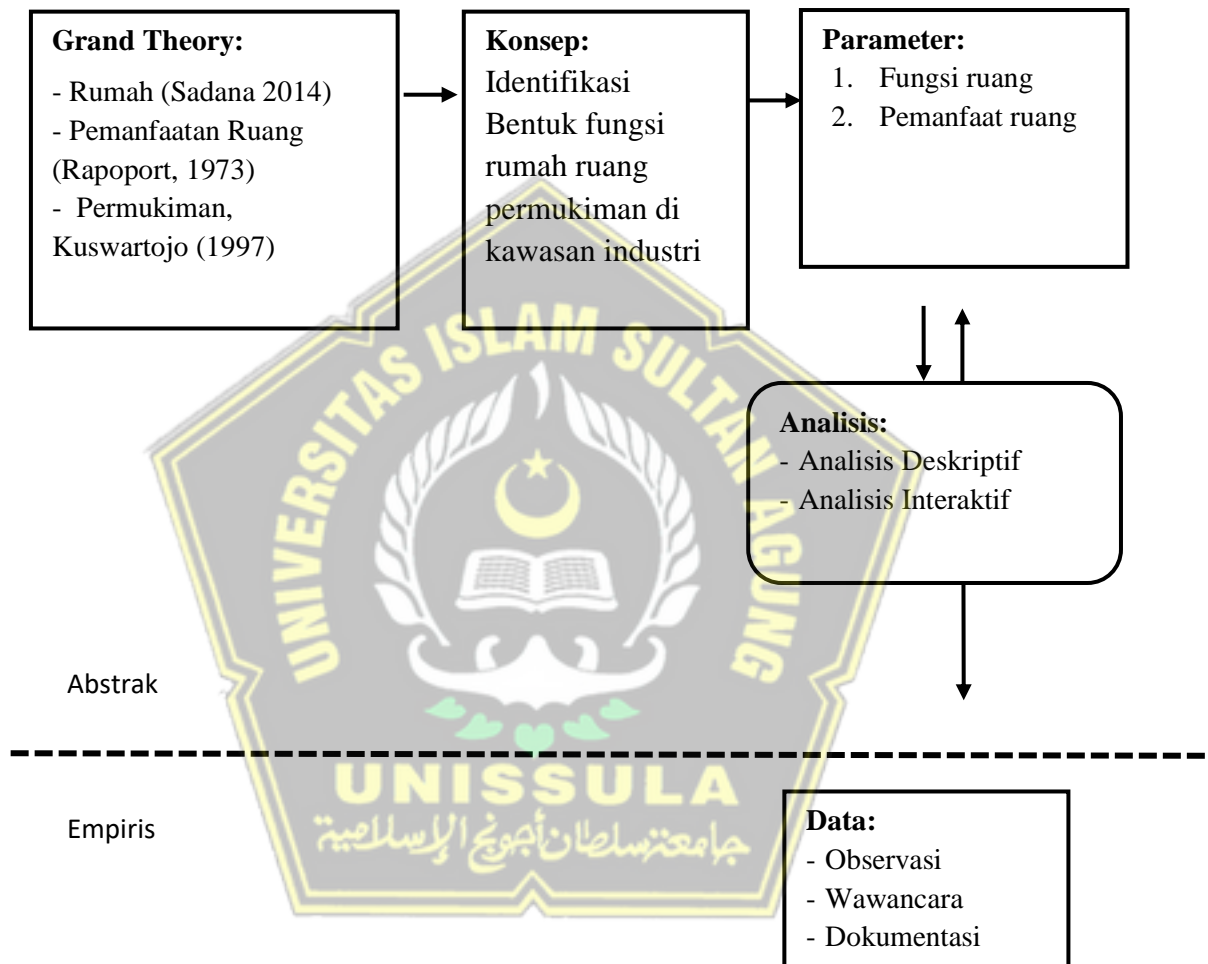 Grand Theory:
- Rumah (Sadana 2014)
- Pemanfaatan Ruang
(Rapoport, 1973)
- Permukiman,
Kuswartojo (1997)
Konsep:
Identifikasi
Bentuk fungsi
rumah ruang
permukiman di
kawasan industri
Parameter:
1. Fungsi ruang
2. Pemanfaat ruang
Analisis:
- Analisis Deskriptif
- Analisis Interaktif
UNIVERSITAS ISLAM SULTAN AGUNG
Abstrak
UNISSULA
جامعتسلطان أجونج الإسلامية
Empiris
Data:
- Observasi
- Wawancara
- Dokumentasi